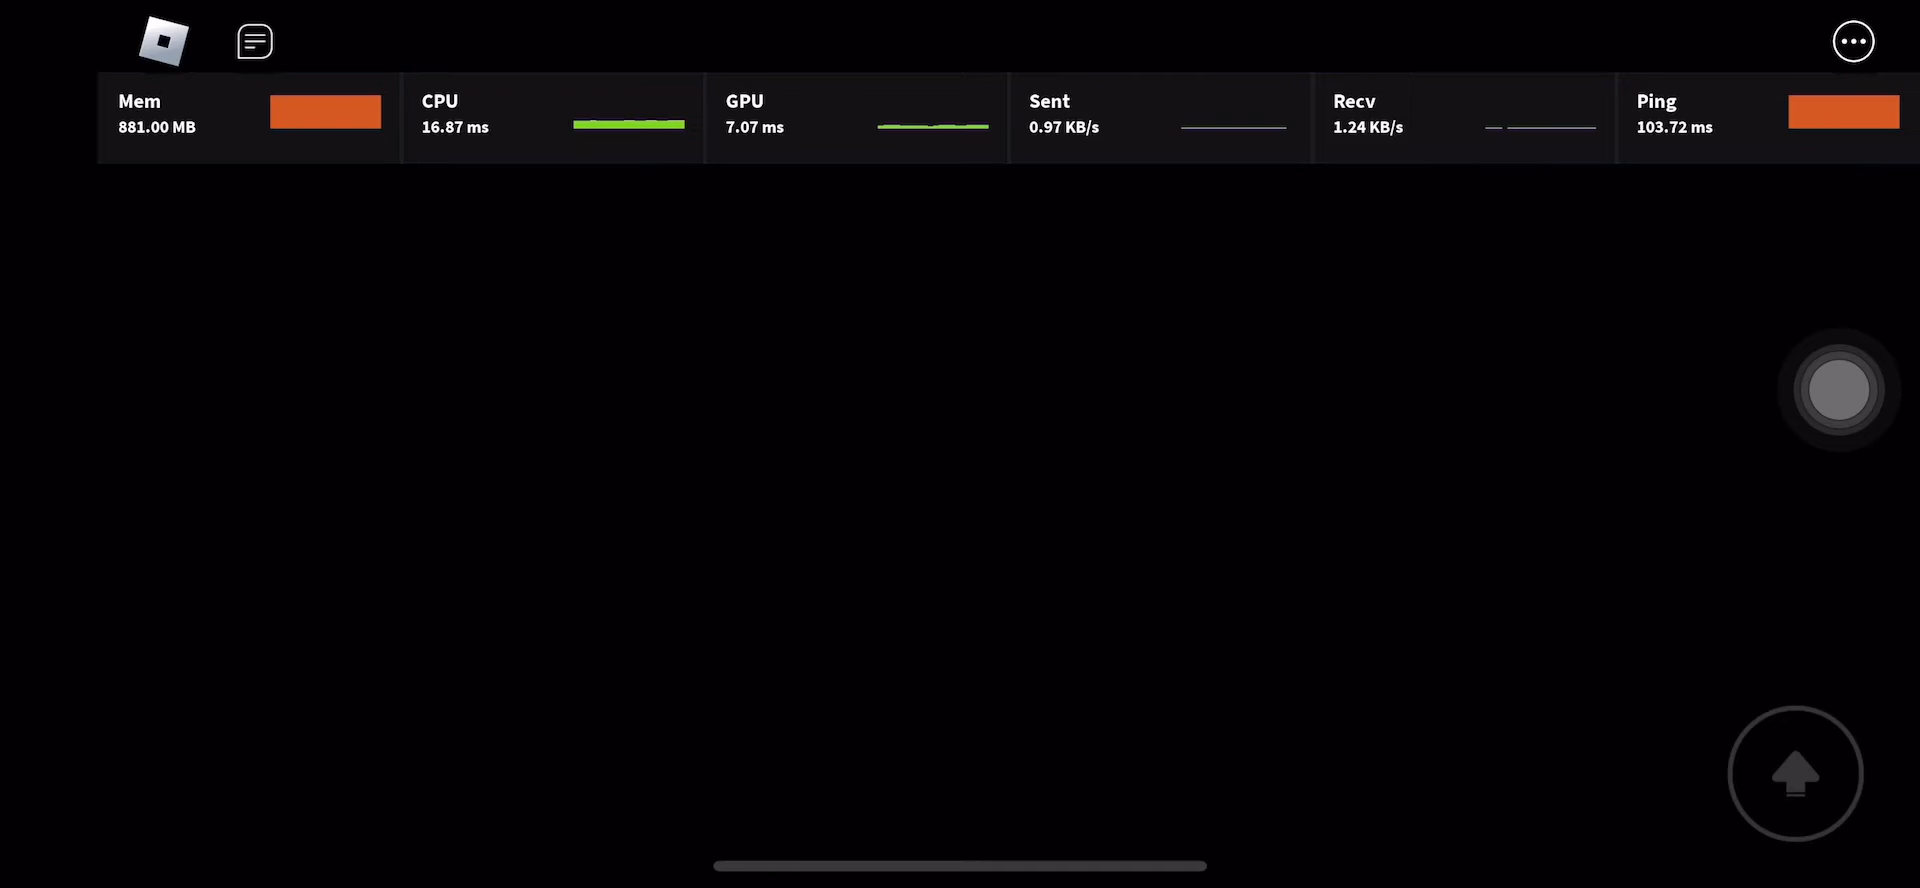 Mem
881.00 MB
CPU
16.87 ms
GPU
7.07 ms
Sent
0.97 KB/s
Recv
1.24 KB/s
Ping
103.72 ms